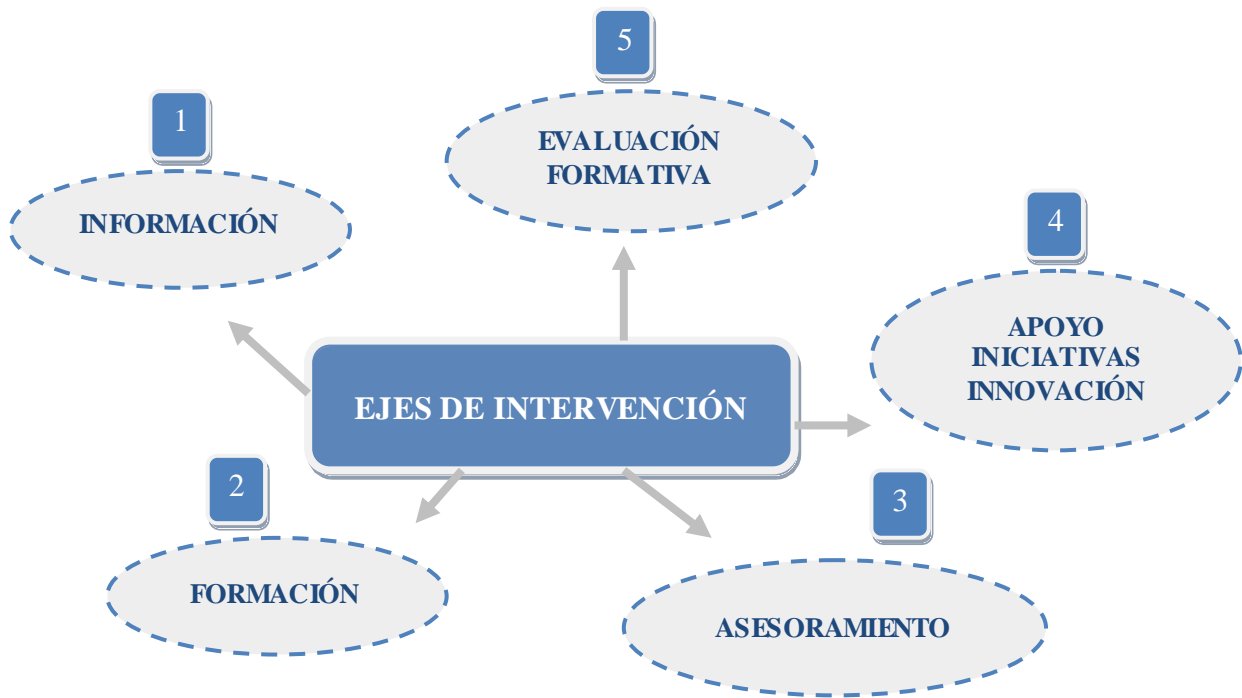 5
EVALUACIÓN
FORMATIVA
1
INFORMACIÓN
4
APOYO
INICIATIVAS
INNOVACIÓN
EJES DE INTERVENCIÓN
2
FORMACIÓN
3
ASESORAMIENTO